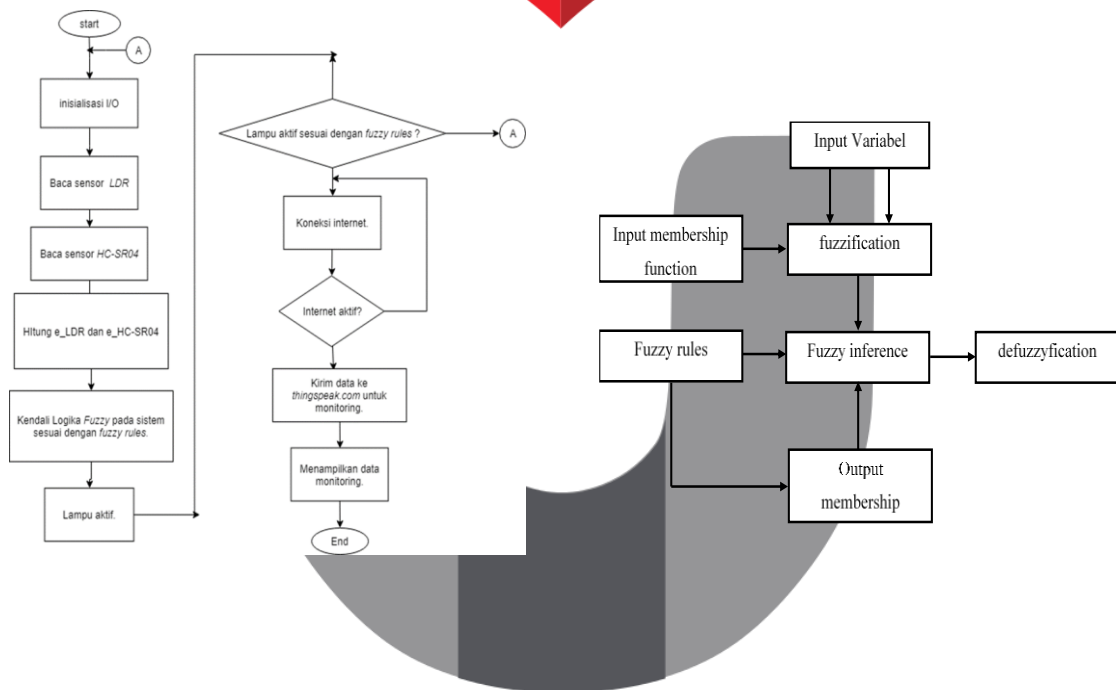 start
A
inisialisasi I/O
Baca sensor LDR
Baca sensor HC-SR04
HItung e_LDR dan e_HC-SR04
Kendali Logika Fuzzy pada sistem
sesuai dengan fuzzy rules.
Lampu aktif.
Lampu aktif sesuai dengan fuzzy rules ?
A
Koneksi internet.
Internet aktif?
Kirim data ke
thingspeak.com untuk
monitoring.
Menampilkan data
monitoring.
End
Input Variabel
Input membership
function
fuzzification
Fuzzy rules
Fuzzy inference
defuzzyfication
Output
membership